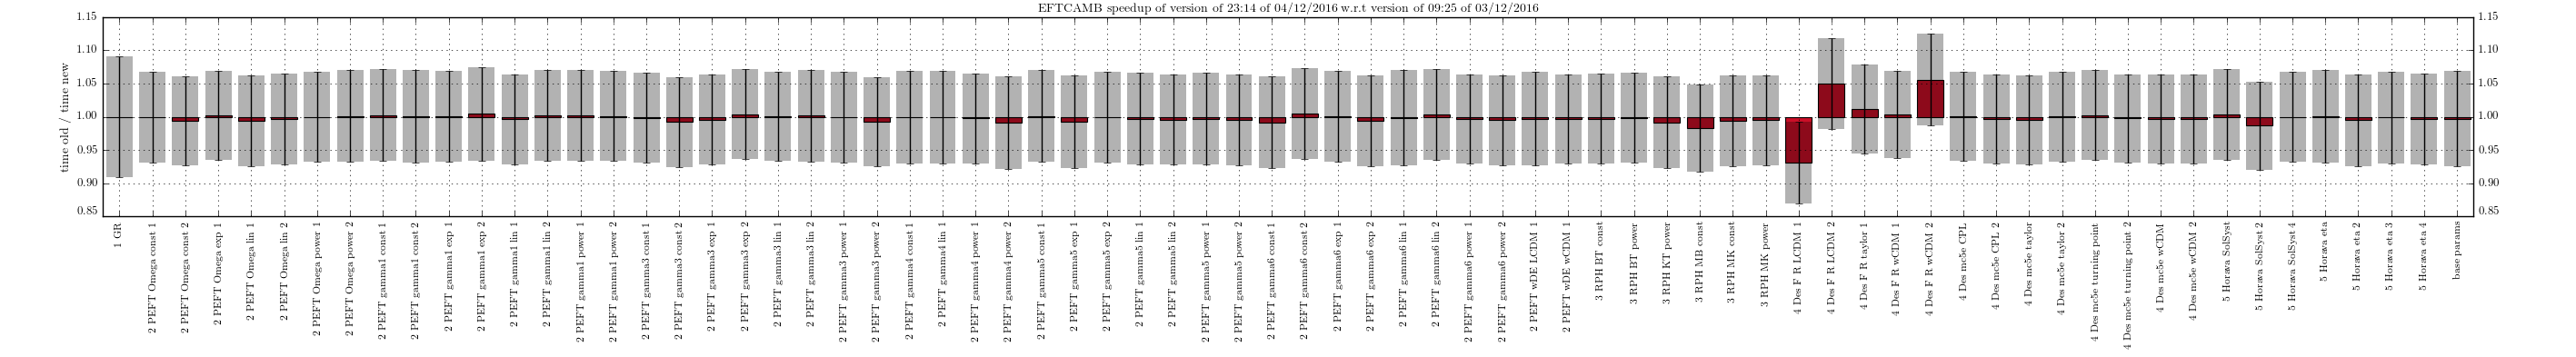 EFTCAMB speedup of version of 23:14 of 04/12/2016 w.r.t version of 09:25 of 03/12/2016
time old / time new
1.15
1.10
1.05
1.00
0.95
0.90
0.85
1.15
1.10
1.05
1.00
0.95
0.90
0.85
1 GR
2 PEFT Omega const 1
2 PEFT Omega const 2
2 PEFT Omega exp 1
2 PEFT Omega lin 1
2 PEFT Omega lin 2
2 PEFT Omega power 1
2 PEFT Omega power 2
2 PEFT gamma1 const 1
2 PEFT gamma1 const 2
2 PEFT gamma1 exp 1
2 PEFT gamma1 exp 2
2 PEFT gamma1 lin 1
2 PEFT gamma1 lin 2
2 PEFT gamma1 power 1
2 PEFT gamma1 power 2
2 PEFT gamma3 const 1
2 PEFT gamma3 const 2
2 PEFT gamma3 exp 1
2 PEFT gamma3 exp 2
2 PEFT gamma3 lin 1
2 PEFT gamma3 lin 2
2 PEFT gamma3 power 1
2 PEFT gamma3 power 2
2 PEFT gamma4 const 1
2 PEFT gamma4 lin 1
2 PEFT gamma4 power 1
2 PEFT gamma4 power 2
2 PEFT gamma5 const 1
2 PEFT gamma5 exp 1
2 PEFT gamma5 exp 2
2 PEFT gamma5 lin 1
2 PEFT gamma5 lin 2
2 PEFT gamma5 power 1
2 PEFT gamma5 power 2
2 PEFT gamma6 const 1
2 PEFT gamma6 const 2
2 PEFT gamma6 exp 1
2 PEFT gamma6 exp 2
2 PEFT gamma6 lin 1
2 PEFT gamma6 lin 2
2 PEFT gamma6 power 1
2 PEFT gamma6 power 2
2 PEFT wDE LCDM 1
2 PEFT wDE wCDM 1
3 RPH BT const
3 RPH BT power
3 RPH KT power
3 RPH MB const
3 RPH MK const
3 RPH MK power
4 Des F R LCDM 1
4 Des F R LCDM 2
4 Des F R taylor 1
4 Des F R wCDM 1
4 Des F R wCDM 2
4 Des mc5e CPL
4 Des mc5e CPL 2
4 Des mc5e taylor
4 Des mc5e taylor 2
4 Des mc5e turning point
4 Des mc5e turning point 2
4 Des mc5e wCDM
4 Des mc5e wCDM 2
5 Horava SolSyst
5 Horava SolSyst 2
5 Horava SolSyst 4
5 Horava eta
5 Horava eta 2
5 Horava eta 3
5 Horava eta 4
base params